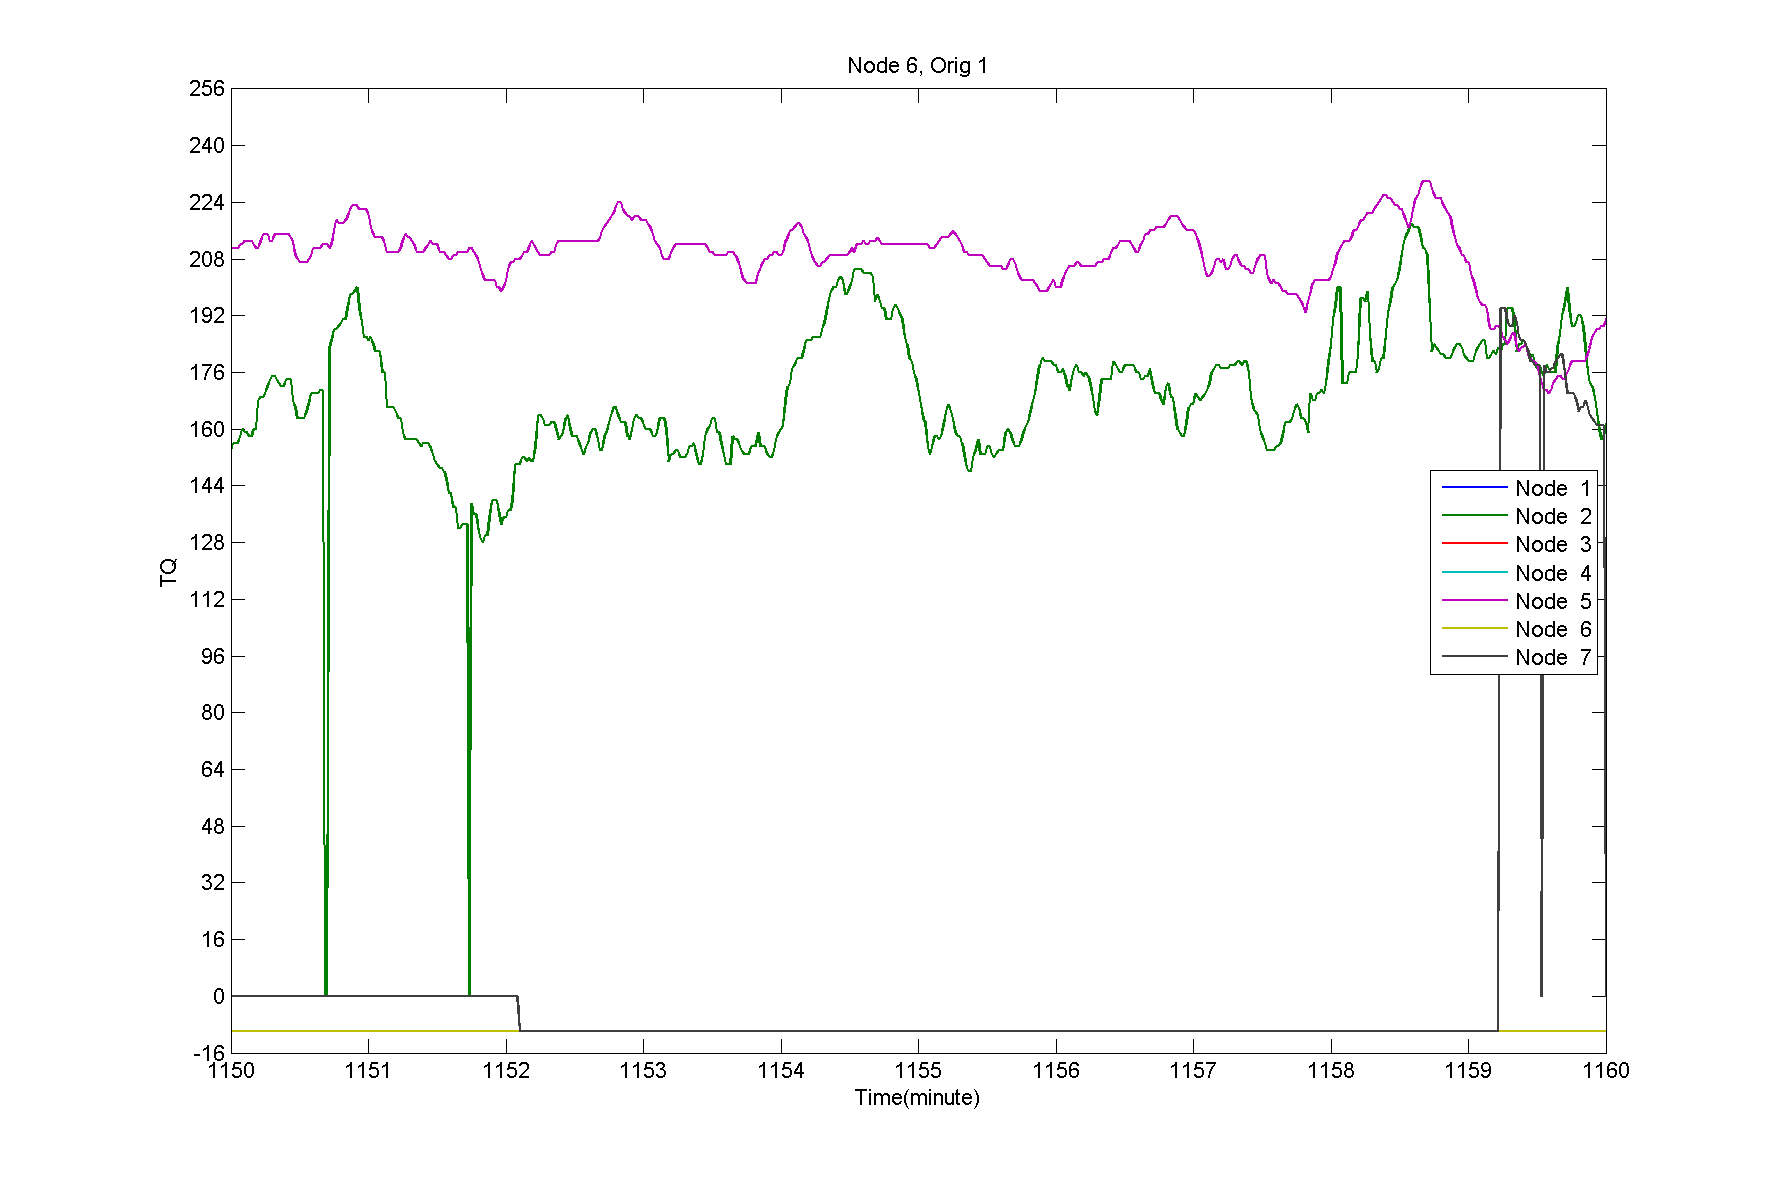 Node 6, Orig 1
256
240
224
208
192
176
160
144
128
112
96
80
64
48
32
16
0
-16
TQ
Node 1
Node 2
Node 3
Node 4
Node 5
Node 6
Node 7
1150 1151 1152 1153 1154 1155 1156 1157 1158 1159 1160
Time(minute)